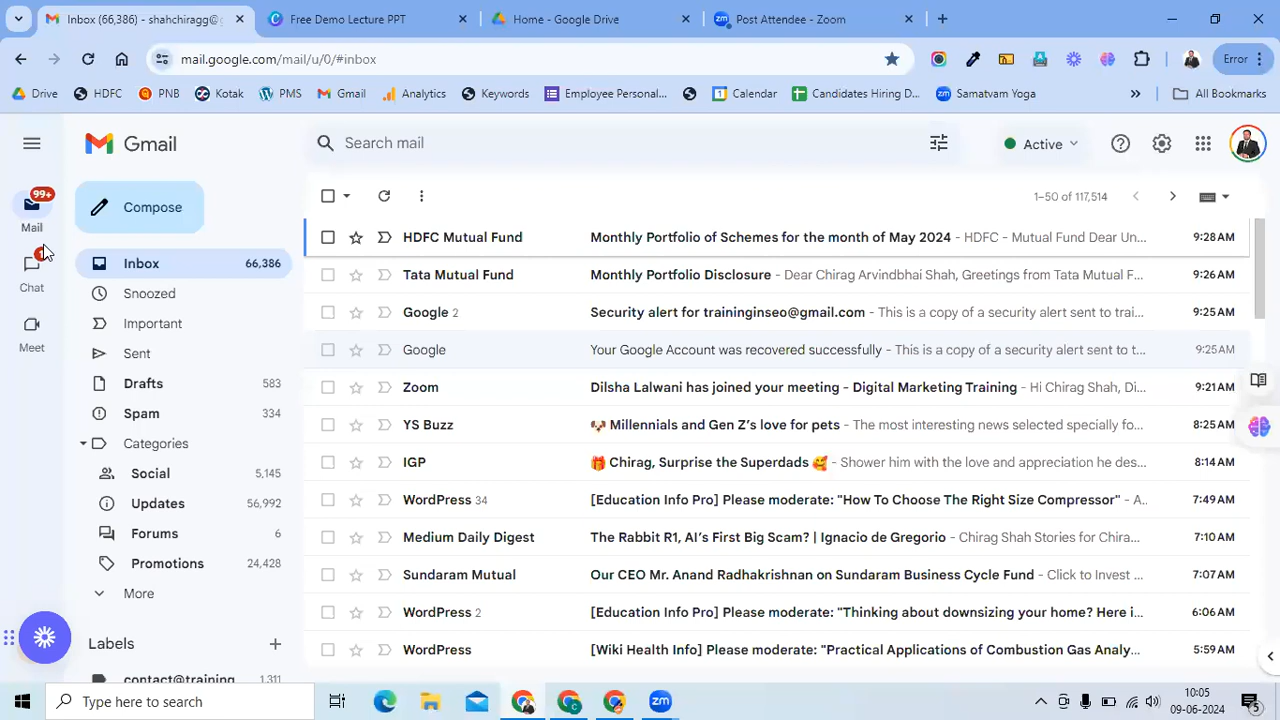 Inbox (66,386) - shahchiragg@
Free Demo Lecture PPT
Home - Google Drive
zm
Post Attendee - Zoom
mail.google.com/mail/u/0/#inbox
Error
Drive
HDFC
PNB
Kotak
PMS
Gmail
Analytics
Keywords
Employee Personal...
Calendar
Candidates Hiring D...
zm
Samatvam Yoga
»
All Bookmarks
Gmail
Search mail
Active
99+
Mail
Chat
Meet
Compose
1–50 of 117,514
Inbox 66,386
Snoozed
Important
Sent
Drafts 583
Spam 334
Categories
Social 5,145
Updates 56,992
Forums 6
Promotions 24,428
More
Labels
contact@training 1,311
HDFC Mutual Fund Monthly Portfolio of Schemes for the month of May 2024 - HDFC - Mutual Fund Dear Un... 9:28 AM
Tata Mutual Fund Monthly Portfolio Disclosure - Dear Chirag Arvindbhai Shah, Greetings from Tata Mutual F... 9:26 AM
Google 2 Security alert for traininginseo@gmail.com - This is a copy of a security alert sent to trai... 9:25 AM
Google Your Google Account was recovered successfully - This is a copy of a security alert sent to t... 9:25 AM
Zoom Dilsha Lalwani has joined your meeting - Digital Marketing Training - Hi Chirag Shah, Di... 9:21 AM
YS Buzz 🐶 Millennials and Gen Z's love for pets - The most interesting news selected specially fo... 8:25 AM
IGP 🎁 Chirag, Surprise the Superdads 🥰 - Shower him with the love and appreciation he des... 8:14 AM
WordPress 34 [Education Info Pro] Please moderate: "How To Choose The Right Size Compressor" - A.. 7:49 AM
Medium Daily Digest The Rabbit R1, AI's First Big Scam? | Ignacio de Gregorio - Chirag Shah Stories for Chira... 7:10 AM
Sundaram Mutual Our CEO Mr. Anand Radhakrishnan on Sundaram Business Cycle Fund - Click to Invest ... 7:07 AM
WordPress 2 [Education Info Pro] Please moderate: "Thinking about downsizing your home? Here i... 6:06 AM
WordPress [Wiki Health Info] Please moderate: "Practical Applications of Combustion Gas Analy... 5:59 AM
Type here to search
zm
10:05
09-06-2024
5